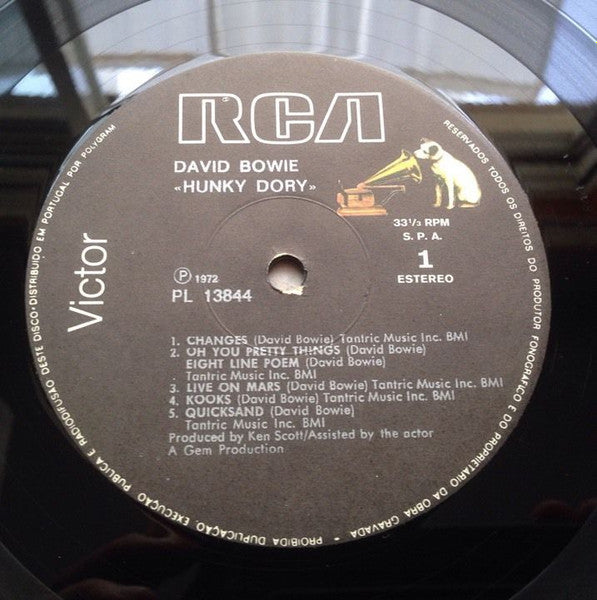 RCA
DAVID BOWIE
«HUNKY DORY»
33 1/3 RPM
S. P. A.
1
ESTEREO
Ⓟ 1972
PL 13844
Victor
1. CHANGES (David Bowie) Tantric Music Inc. BMI
2. OH YOU PRETTY THINGS (David Bowie)
EIGHT LINE POEM (David Bowie)
Tantric Music Inc. BMI
3. LIVE ON MARS (David Bowie) Tantric Music Inc. BMI
4. KOOKS (David Bowie) Tantric Music Inc. BMI
5. QUICKSAND (David Bowie)
Tantric Music Inc. BMI
Produced by Ken Scott/Assisted by the actor
A Gem Production
RESERVADOS TODOS OS DIREITOS DO PRODUTOR FONOGRÁFICO E DO PROPRIETÁRIO DA OBRA GRAVADA - PROIBIDA DUPLICAÇÃO, EXECUÇÃO PUBLICA E RADIODIFUSÃO DESTE DISCO - DISTRIBUIDO EM PORTUGAL POR POLYGRAM